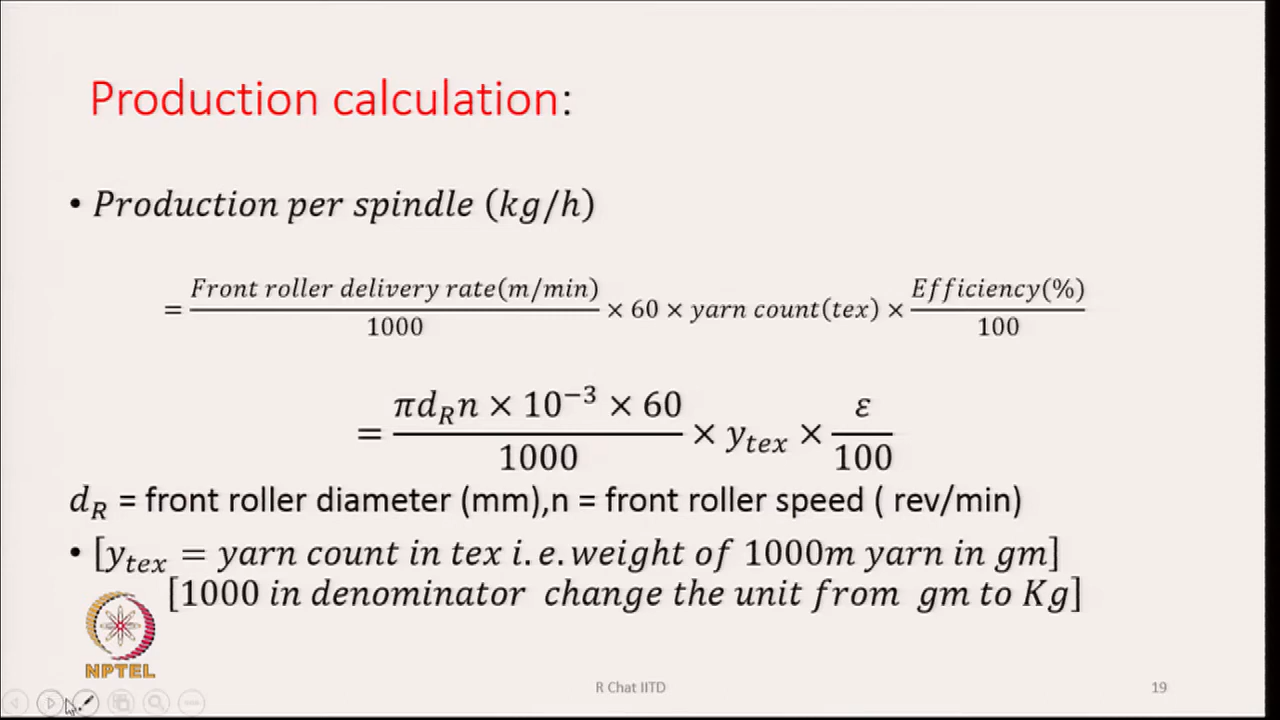 Production calculation:
• Production per spindle (kg/h)
= Front roller delivery rate(m/min) / 1000 × 60 × yarn count(tex) × Efficiency(%) / 100
= πd_R n × 10⁻³ × 60 / 1000 × y_tex × ε / 100
d_R = front roller diameter (mm),n = front roller speed ( rev/min)
• [y_tex = yarn count in tex i.e.weight of 1000m yarn in gm]
[1000 in denominator change the unit from gm to Kg]
NPTEL
R Chat IITD
19